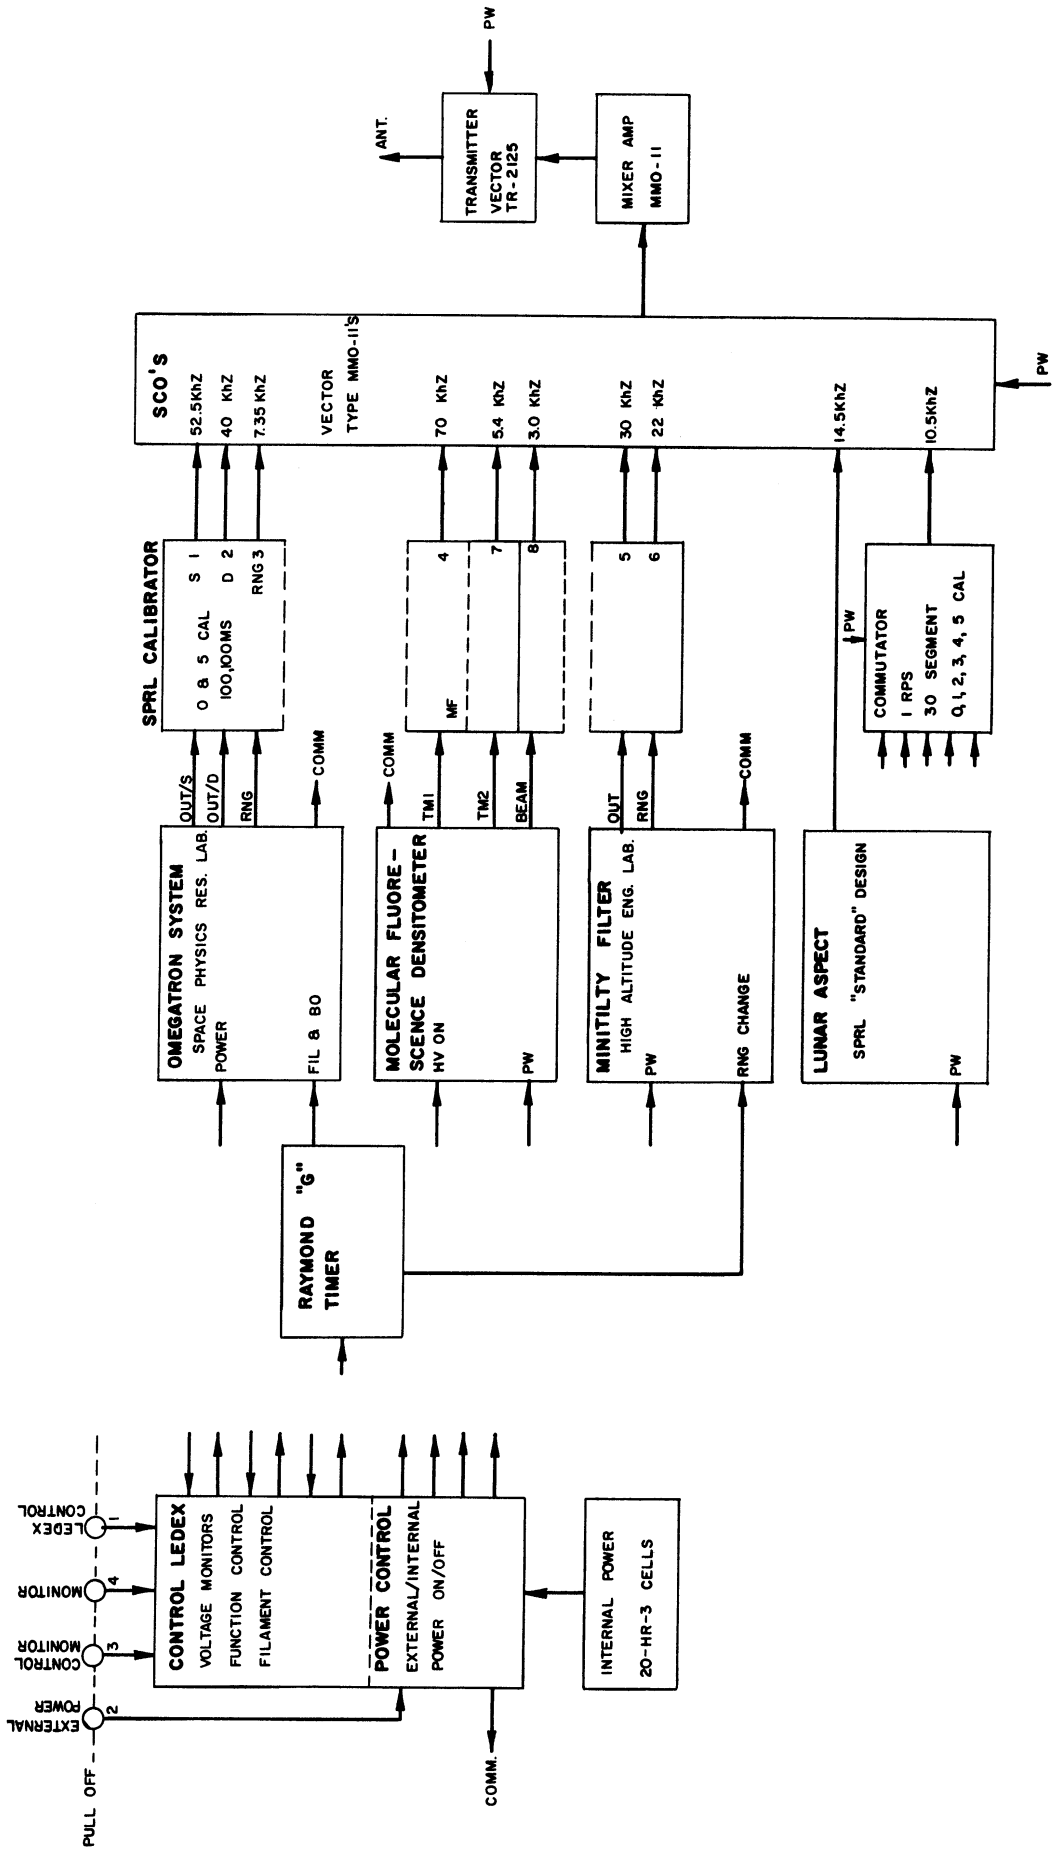 PULL OFF
EXTERNAL
POWER
2
CONTROL
MONITOR
3
MONITOR
4
LEDEX
CONTROL
1
CONTROL LEDEX
VOLTAGE MONITORS
FUNCTION CONTROL
FILAMENT CONTROL
POWER CONTROL
EXTERNAL/INTERNAL
POWER ON/OFF
COMM.
INTERNAL POWER
20-HR-3 CELLS
RAYMOND "G"
TIMER
OMEGATRON SYSTEM
SPACE PHYSICS RES. LAB.
POWER
FIL & BO
OUT/S
OUT/D
RNG
COMM
MOLECULAR FLUORE-
SCENCE DENSITOMETER
HV ON
PW
COMM
TM1
TM2
BEAM
MINITILTY FILTER
HIGH ALTITUDE ENG. LAB.
PW
RNG CHANGE
OUT
RNG
COMM
LUNAR ASPECT
SPRL "STANDARD" DESIGN
PW
SPRL CALIBRATOR
O & 5 CAL S 1
100,100MS D 2
RNG 3
MF 4
7
8
5
6
PW
COMMUTATOR
1 RPS
30 SEGMENT
0, 1, 2, 3, 4, 5 CAL
SCO'S
52.5KhZ
40 KhZ
7.35 KhZ
VECTOR
TYPE MMO-11'S
70 KhZ
5.4 KhZ
3.0 KhZ
30 KhZ
22 KhZ
14.5KhZ
10.5KhZ
PW
ANT.
TRANSMITTER
VECTOR
TR-2125
PW
MIXER AMP
MMO-11